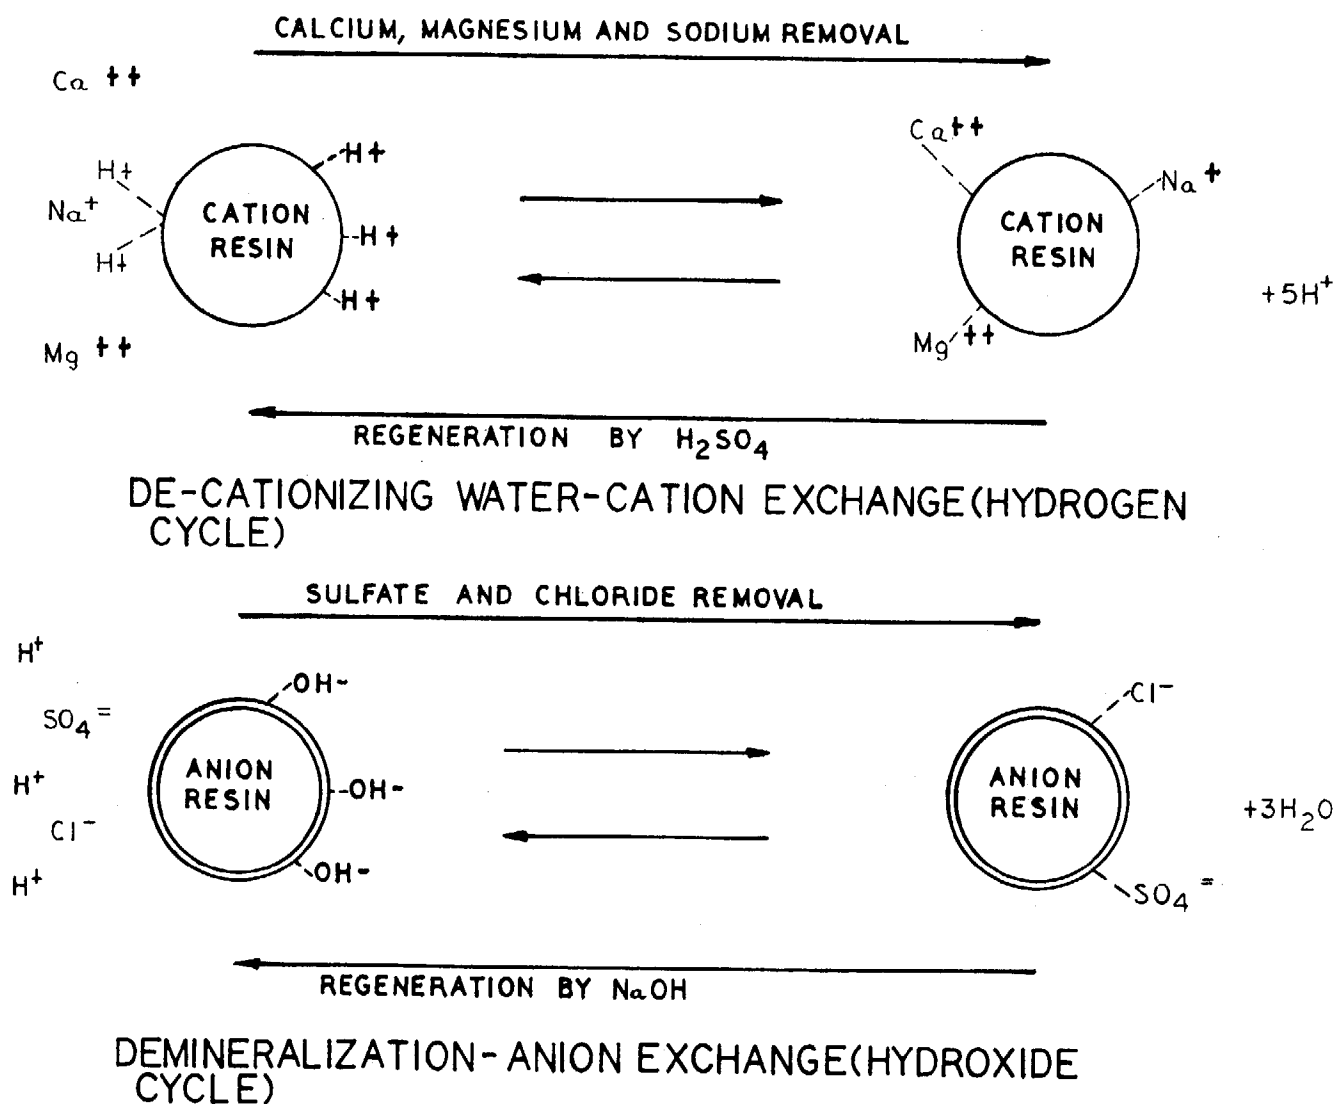 CALCIUM, MAGNESIUM AND SODIUM REMOVAL
Ca ++
H+
Na+
H+
Mg ++
CATION
RESIN
H+
H+
H+
Ca++
Na +
CATION
RESIN
Mg ++
+5H+
REGENERATION BY H2SO4
DE-CATIONIZING WATER-CATION EXCHANGE(HYDROGEN
CYCLE)
SULFATE AND CHLORIDE REMOVAL
H+
SO4=
H+
Cl-
H+
ANION
RESIN
OH-
OH-
OH-
Cl-
ANION
RESIN
SO4=
+3H2O
REGENERATION BY NaOH
DEMINERALIZATION-ANION EXCHANGE(HYDROXIDE
CYCLE)